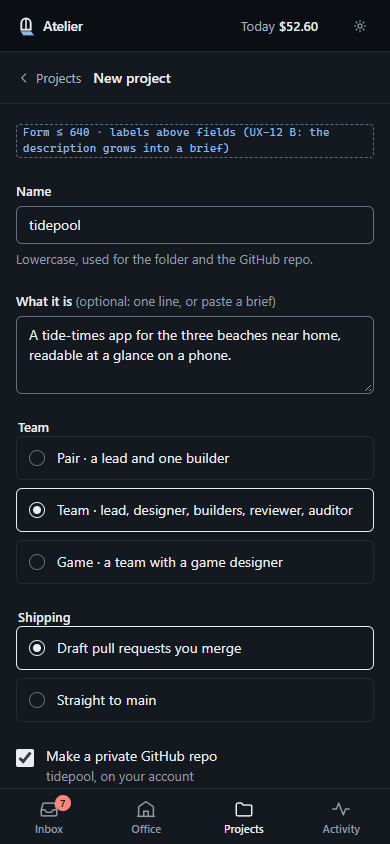 Atelier
Today $52.60
Projects New project
Form ≤ 640 · labels above fields (UX-12 B: the
description grows into a brief)
Name
tidepool
Lowercase, used for the folder and the GitHub repo.
What it is (optional: one line, or paste a brief)
A tide-times app for the three beaches near home,
readable at a glance on a phone.
Team
Pair · a lead and one builder
Team · lead, designer, builders, reviewer, auditor
Game · a team with a game designer
Shipping
Draft pull requests you merge
Straight to main
Make a private GitHub repo
tidepool, on your account
7
Inbox Office Projects Activity